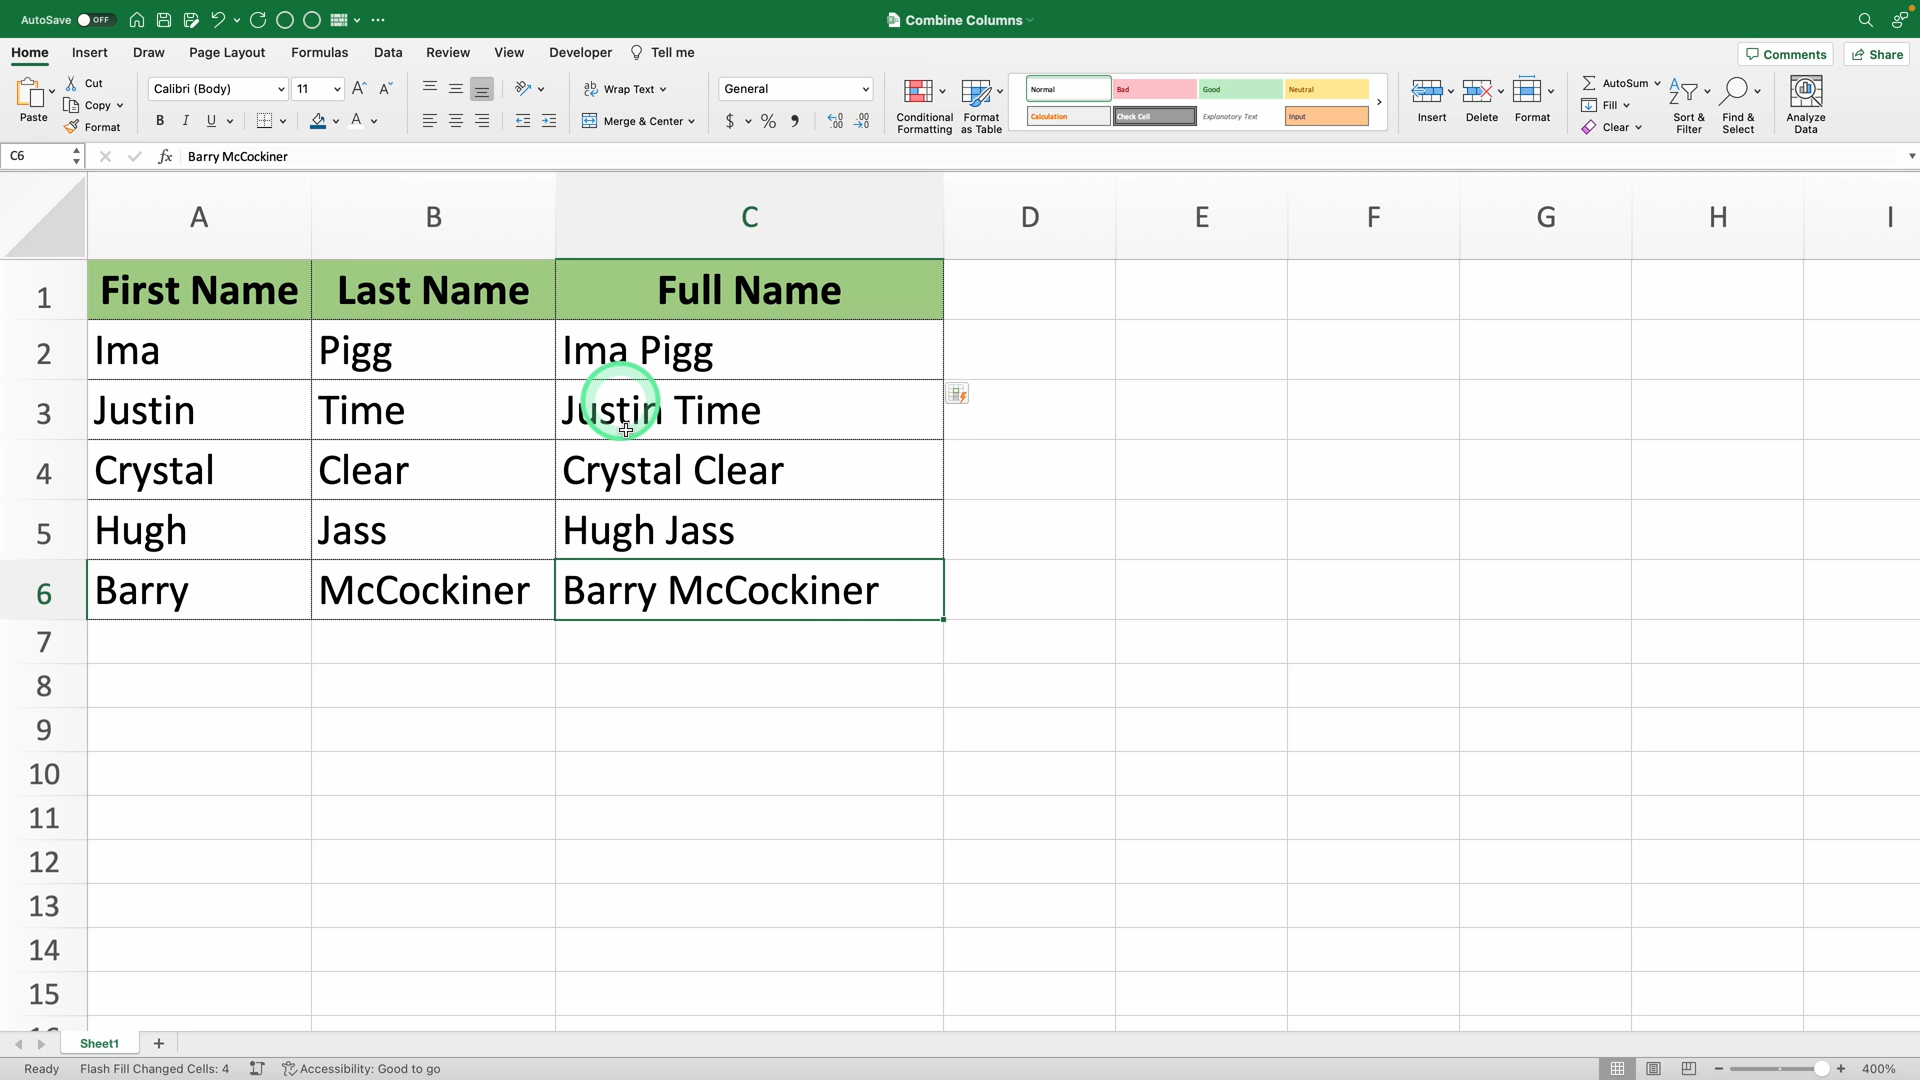 AutoSave OFF Combine Columns
Home Insert Draw Page Layout Formulas Data Review View Developer Tell me Comments Share
Paste Cut Copy Format
Calibri (Body) 11 A^ A˅
B I U A
Wrap Text
Merge & Center
General
$ % ,
Conditional Formatting
Format as Table
Normal Bad Good Neutral
Calculation Check Cell Explanatory Text Input
Insert Delete Format
AutoSum
Fill
Clear
Sort & Filter
Find & Select
Analyze Data
C6 fx Barry McCockiner
A B C D E F G H I
1 First Name Last Name Full Name
2 Ima Pigg Ima Pigg
3 Justin Time Justin Time
4 Crystal Clear Crystal Clear
5 Hugh Jass Hugh Jass
6 Barry McCockiner Barry McCockiner
7
8
9
10
11
12
13
14
15
Sheet1 +
Ready Flash Fill Changed Cells: 4 Accessibility: Good to go 400%